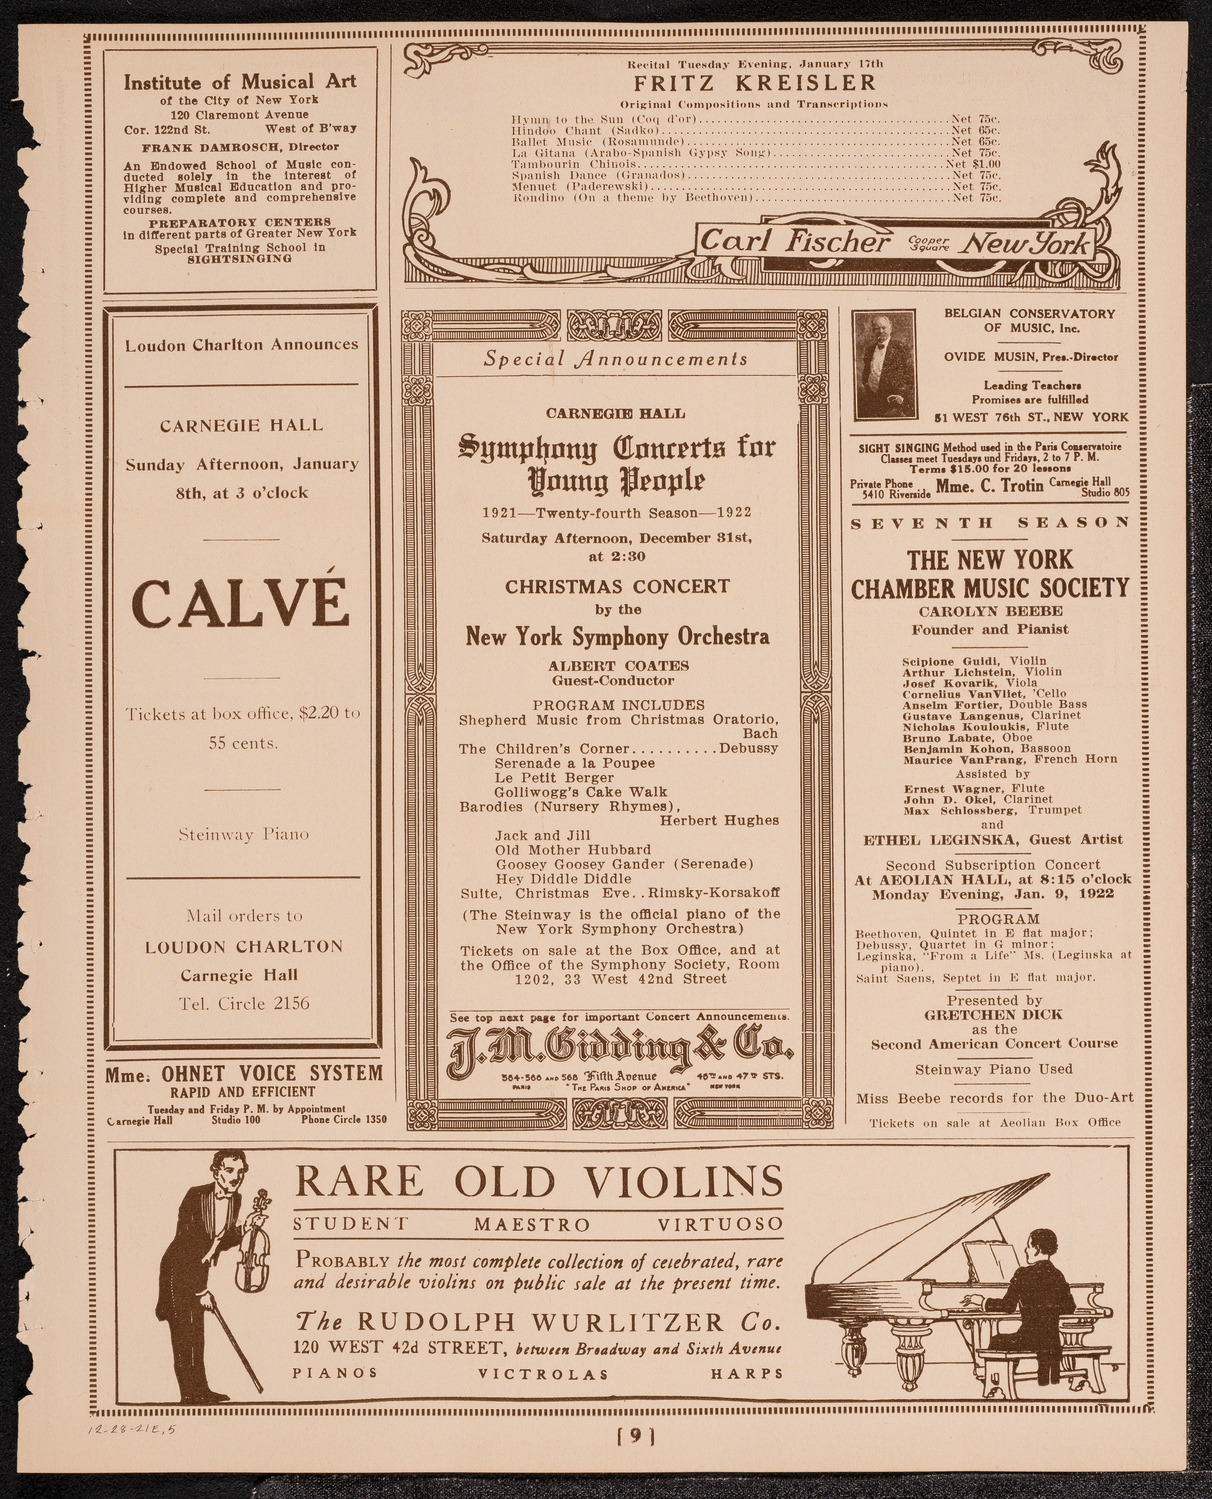 Institute of Musical Art
of the City of New York
120 Claremont Avenue
Cor. 122nd St. West of B'way
FRANK DAMROSCH, Director
An Endowed School of Music con-
ducted solely in the interest of
Higher Musical Education and pro-
viding complete and comprehensive
courses.
PREPARATORY CENTERS
in different parts of Greater New York
Special Training School in
SIGHTSINGING
Recital Tuesday Evening, January 17th
FRITZ KREISLER
Original Compositions and Transcriptions
Hymn to the Sun (Coq d'or)..............................Net 75c.
Hindoo Chant (Sadko)..............................Net 65c.
Ballet Music (Rosamunde)..............................Net 65c.
La Gitana (Arabo-Spanish Gypsy Song)..............................Net 75c.
Tambourin Chinois..............................Net $1.00
Spanish Dance (Granados)..............................Net 75c.
Menuet (Paderewski)..............................Net 75c.
Rondino (On a theme by Beethoven)..............................Net 75c.
Carl Fischer Cooper Square New York
Loudon Charlton Announces
CARNEGIE HALL
Sunday Afternoon, January
8th, at 3 o'clock
CALVÉ
Tickets at box office, $2.20 to
55 cents.
Steinway Piano
Mail orders to
LOUDON CHARLTON
Carnegie Hall
Tel. Circle 2156
Mme. OHNET VOICE SYSTEM
RAPID AND EFFICIENT
Tuesday and Friday P. M. by Appointment
Carnegie Hall Studio 100 Phone Circle 1350
Special Announcements
CARNEGIE HALL
Symphony Concerts for
Young People
1921—Twenty-fourth Season—1922
Saturday Afternoon, December 31st,
at 2:30
CHRISTMAS CONCERT
by the
New York Symphony Orchestra
ALBERT COATES
Guest-Conductor
PROGRAM INCLUDES
Shepherd Music from Christmas Oratorio,
Bach
The Children's Corner..........Debussy
Serenade a la Poupee
Le Petit Berger
Golliwogg's Cake Walk
Barodies (Nursery Rhymes),
Herbert Hughes
Jack and Jill
Old Mother Hubbard
Goosey Goosey Gander (Serenade)
Hey Diddle Diddle
Suite, Christmas Eve..Rimsky-Korsakoff
(The Steinway is the official piano of the
New York Symphony Orchestra)
Tickets on sale at the Box Office, and at
the Office of the Symphony Society, Room
1202, 33 West 42nd Street
See top next page for important Concert Announcements.
J.M. Gidding & Co.
564-566 AND 568 Fifth Avenue 46TH AND 47TH STS.
PARIS "THE PARIS SHOP OF AMERICA" NEW YORK
BELGIAN CONSERVATORY
OF MUSIC, Inc.
OVIDE MUSIN, Pres.-Director
Leading Teachers
Promises are fulfilled
51 WEST 76th ST., NEW YORK
SIGHT SINGING Method used in the Paris Conservatoire
Classes meet Tuesdays und Fridays, 2 to 7 P. M.
Terms $15.00 for 20 lessons
Private Phone 5410 Riverside Mme. C. Trotin Carnegie Hall Studio 805
SEVENTH SEASON
THE NEW YORK
CHAMBER MUSIC SOCIETY
CAROLYN BEEBE
Founder and Pianist
Scipione Guidi, Violin
Arthur Lichstein, Violin
Josef Kovarik, Viola
Cornelius VanVliet, 'Cello
Anselm Fortier, Double Bass
Gustave Langenus, Clarinet
Nicholas Kouloukis, Flute
Bruno Labate, Oboe
Benjamin Kohon, Bassoon
Maurice VanPrang, French Horn
Assisted by
Ernest Wagner, Flute
John D. Okel, Clarinet
Max Schlossberg, Trumpet
and
ETHEL LEGINSKA, Guest Artist
Second Subscription Concert
At AEOLIAN HALL, at 8:15 o'clock
Monday Evening, Jan. 9, 1922
PROGRAM
Beethoven, Quintet in E flat major;
Debussy, Quartet in G minor;
Leginska, "From a Life" Ms. (Leginska at
piano).
Saint Saens, Septet in E flat major.
Presented by
GRETCHEN DICK
as the
Second American Concert Course
Steinway Piano Used
Miss Beebe records for the Duo-Art
Tickets on sale at Aeolian Box Office
RARE OLD VIOLINS
STUDENT MAESTRO VIRTUOSO
PROBABLY the most complete collection of celebrated, rare
and desirable violins on public sale at the present time.
The RUDOLPH WURLITZER Co.
120 WEST 42d STREET, between Broadway and Sixth Avenue
PIANOS VICTROLAS HARPS
12-28-21E,5
[9]